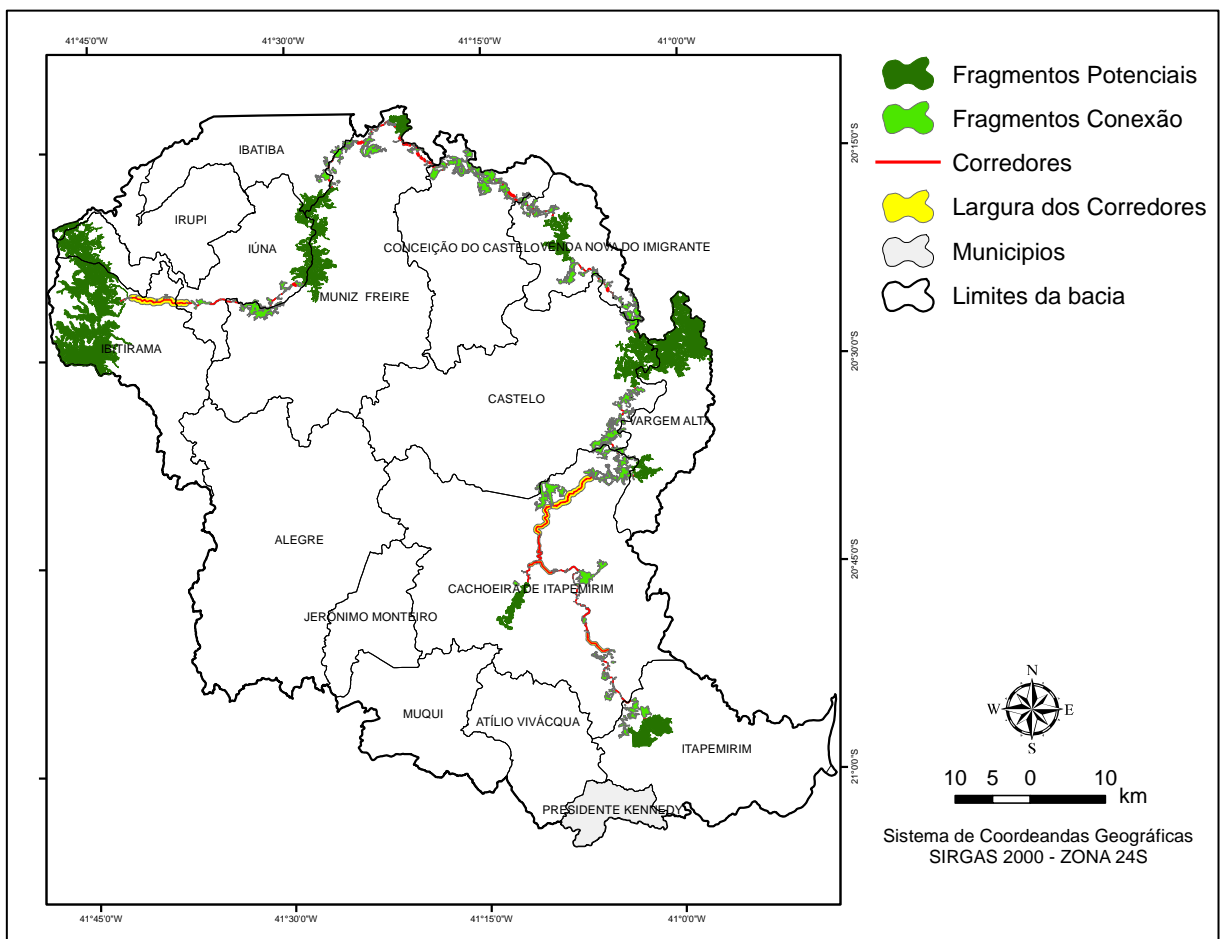 41°45'0"W 41°30'0"W 41°15'0"W 41°0'0"W
Fragmentos Potenciais
Fragmentos Conexão
Corredores
Largura dos Corredores
Municipios
Limites da bacia
20°15'0"S
20°30'0"S
20°45'0"S
21°0'0"S
IBATIBA
IRUPI
IÚNA
CONCEIÇÃO DO CASTELO
VENDA NOVA DO IMIGRANTE
MUNIZ FREIRE
IBITIRAMA
CASTELO
VARGEM ALTA
ALEGRE
CACHOEIRA DE ITAPEMIRIM
JERÔNIMO MONTEIRO
MUQUI
ATÍLIO VIVÁCQUA
ITAPEMIRIM
PRESIDENTE KENNEDY
N
W E
S
10 5 0 10
km
Sistema de Coordeandas Geográficas
SIRGAS 2000 - ZONA 24S
41°45'0"W 41°30'0"W 41°15'0"W 41°0'0"W